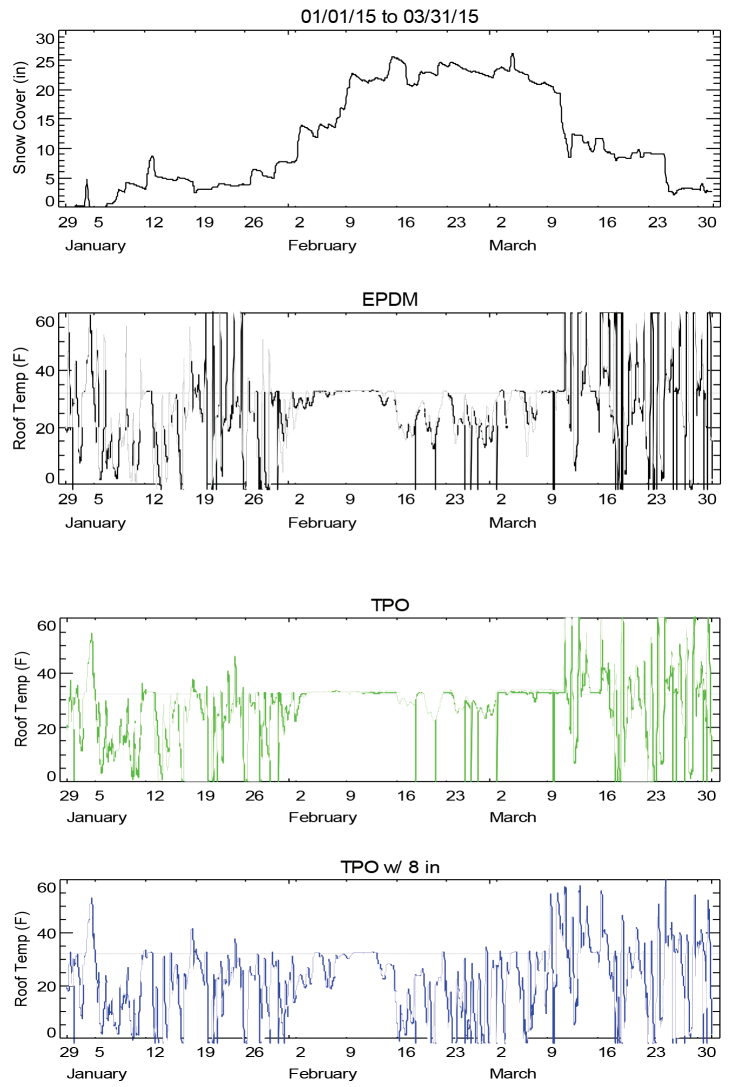 01/01/15 to 03/31/15
Snow Cover (in)
30
25
20
15
10
5
0
29 5 12 19 26 2 9 16 23 2 9 16 23 30
January February March
EPDM
Roof Temp (F)
60
40
20
0
29 5 12 19 26 2 9 16 23 2 9 16 23 30
January February March
TPO
Roof Temp (F)
60
40
20
0
29 5 12 19 26 2 9 16 23 2 9 16 23 30
January February March
TPO w/ 8 in
Roof Temp (F)
60
40
20
0
29 5 12 19 26 2 9 16 23 2 9 16 23 30
January February March